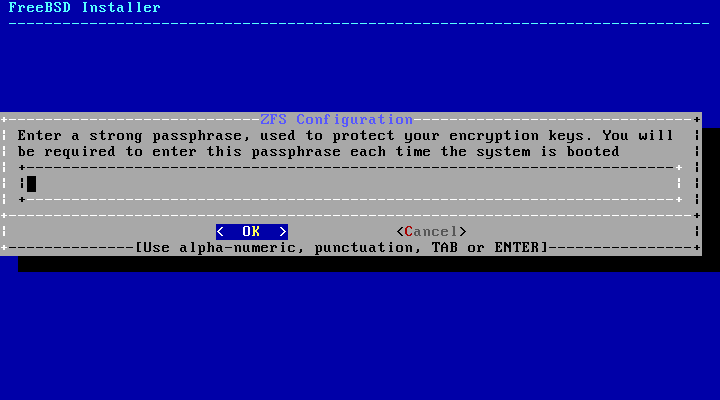 FreeBSD Installer
ZFS Configuration
Enter a strong passphrase, used to protect your encryption keys. You will
be required to enter this passphrase each time the system is booted
< OK > <Cancel>
[Use alpha-numeric, punctuation, TAB or ENTER]